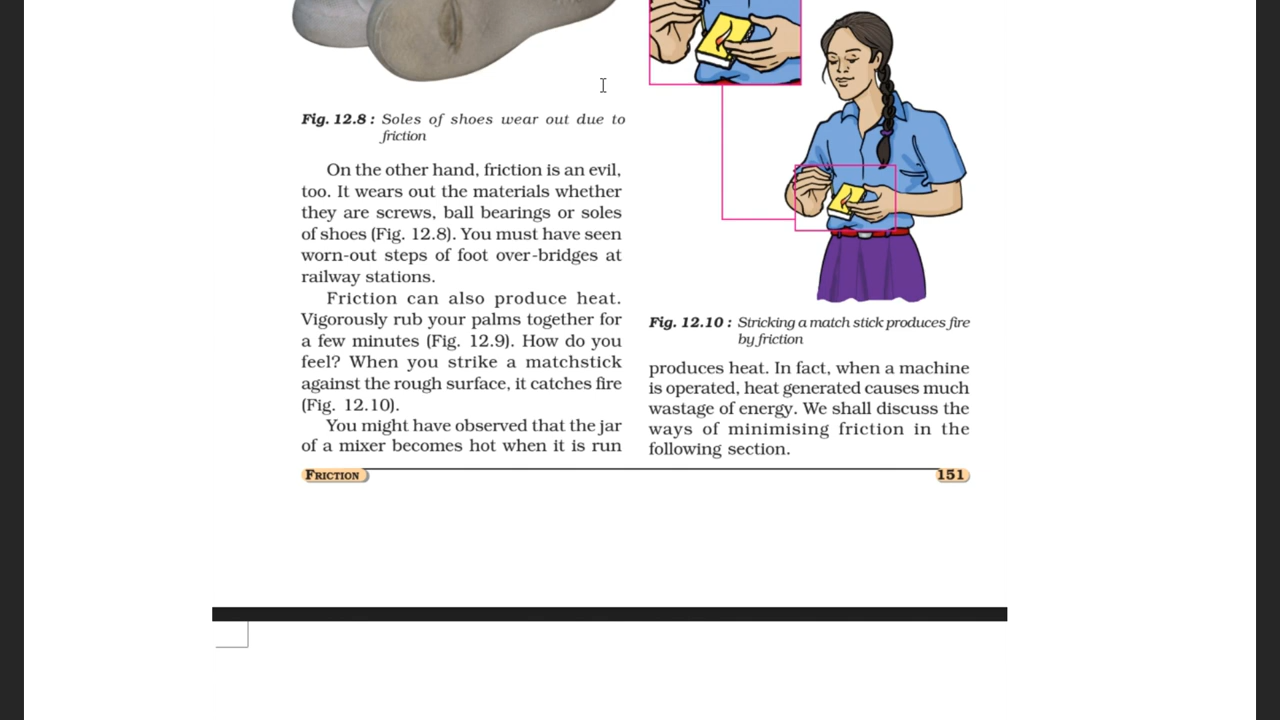 Fig. 12.8 : Soles of shoes wear out due to
friction
On the other hand, friction is an evil,
too. It wears out the materials whether
they are screws, ball bearings or soles
of shoes (Fig. 12.8). You must have seen
worn-out steps of foot over-bridges at
railway stations.
Friction can also produce heat.
Vigorously rub your palms together for
a few minutes (Fig. 12.9). How do you
feel? When you strike a matchstick
against the rough surface, it catches fire
(Fig. 12.10).
You might have observed that the jar
of a mixer becomes hot when it is run
Fig. 12.10 : Stricking a match stick produces fire
by friction
produces heat. In fact, when a machine
is operated, heat generated causes much
wastage of energy. We shall discuss the
ways of minimising friction in the
following section.
FRICTION
151